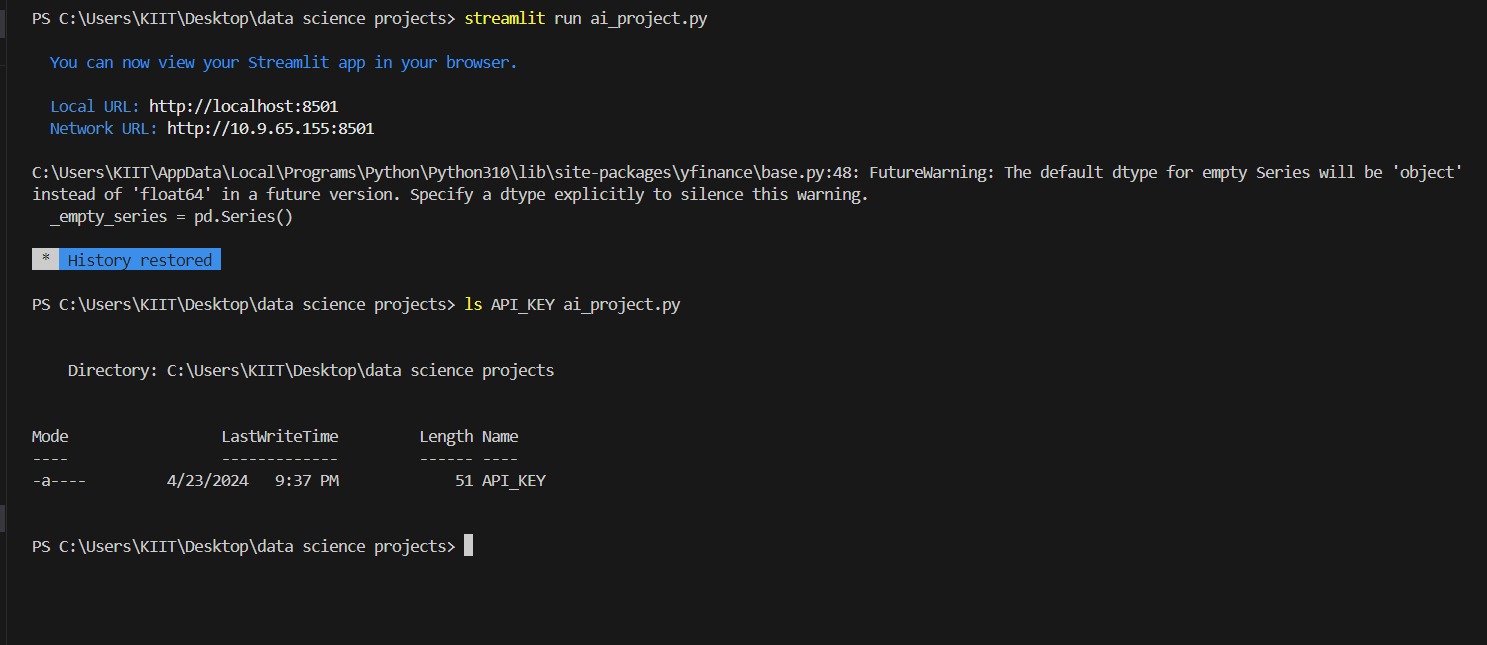 PS C:\Users\KIIT\Desktop\data science projects> streamlit run ai_project.py
You can now view your Streamlit app in your browser.
Local URL: http://localhost:8501
Network URL: http://10.9.65.155:8501
C:\Users\KIIT\AppData\Local\Programs\Python\Python310\lib\site-packages\yfinance\base.py:48: FutureWarning: The default dtype for empty Series will be 'object'
instead of 'float64' in a future version. Specify a dtype explicitly to silence this warning.
_empty_series = pd.Series()
* History restored
PS C:\Users\KIIT\Desktop\data science projects> ls API_KEY ai_project.py
Directory: C:\Users\KIIT\Desktop\data science projects
Mode LastWriteTime Length Name
---- ------------- ------ ----
-a---- 4/23/2024 9:37 PM 51 API_KEY
PS C:\Users\KIIT\Desktop\data science projects>